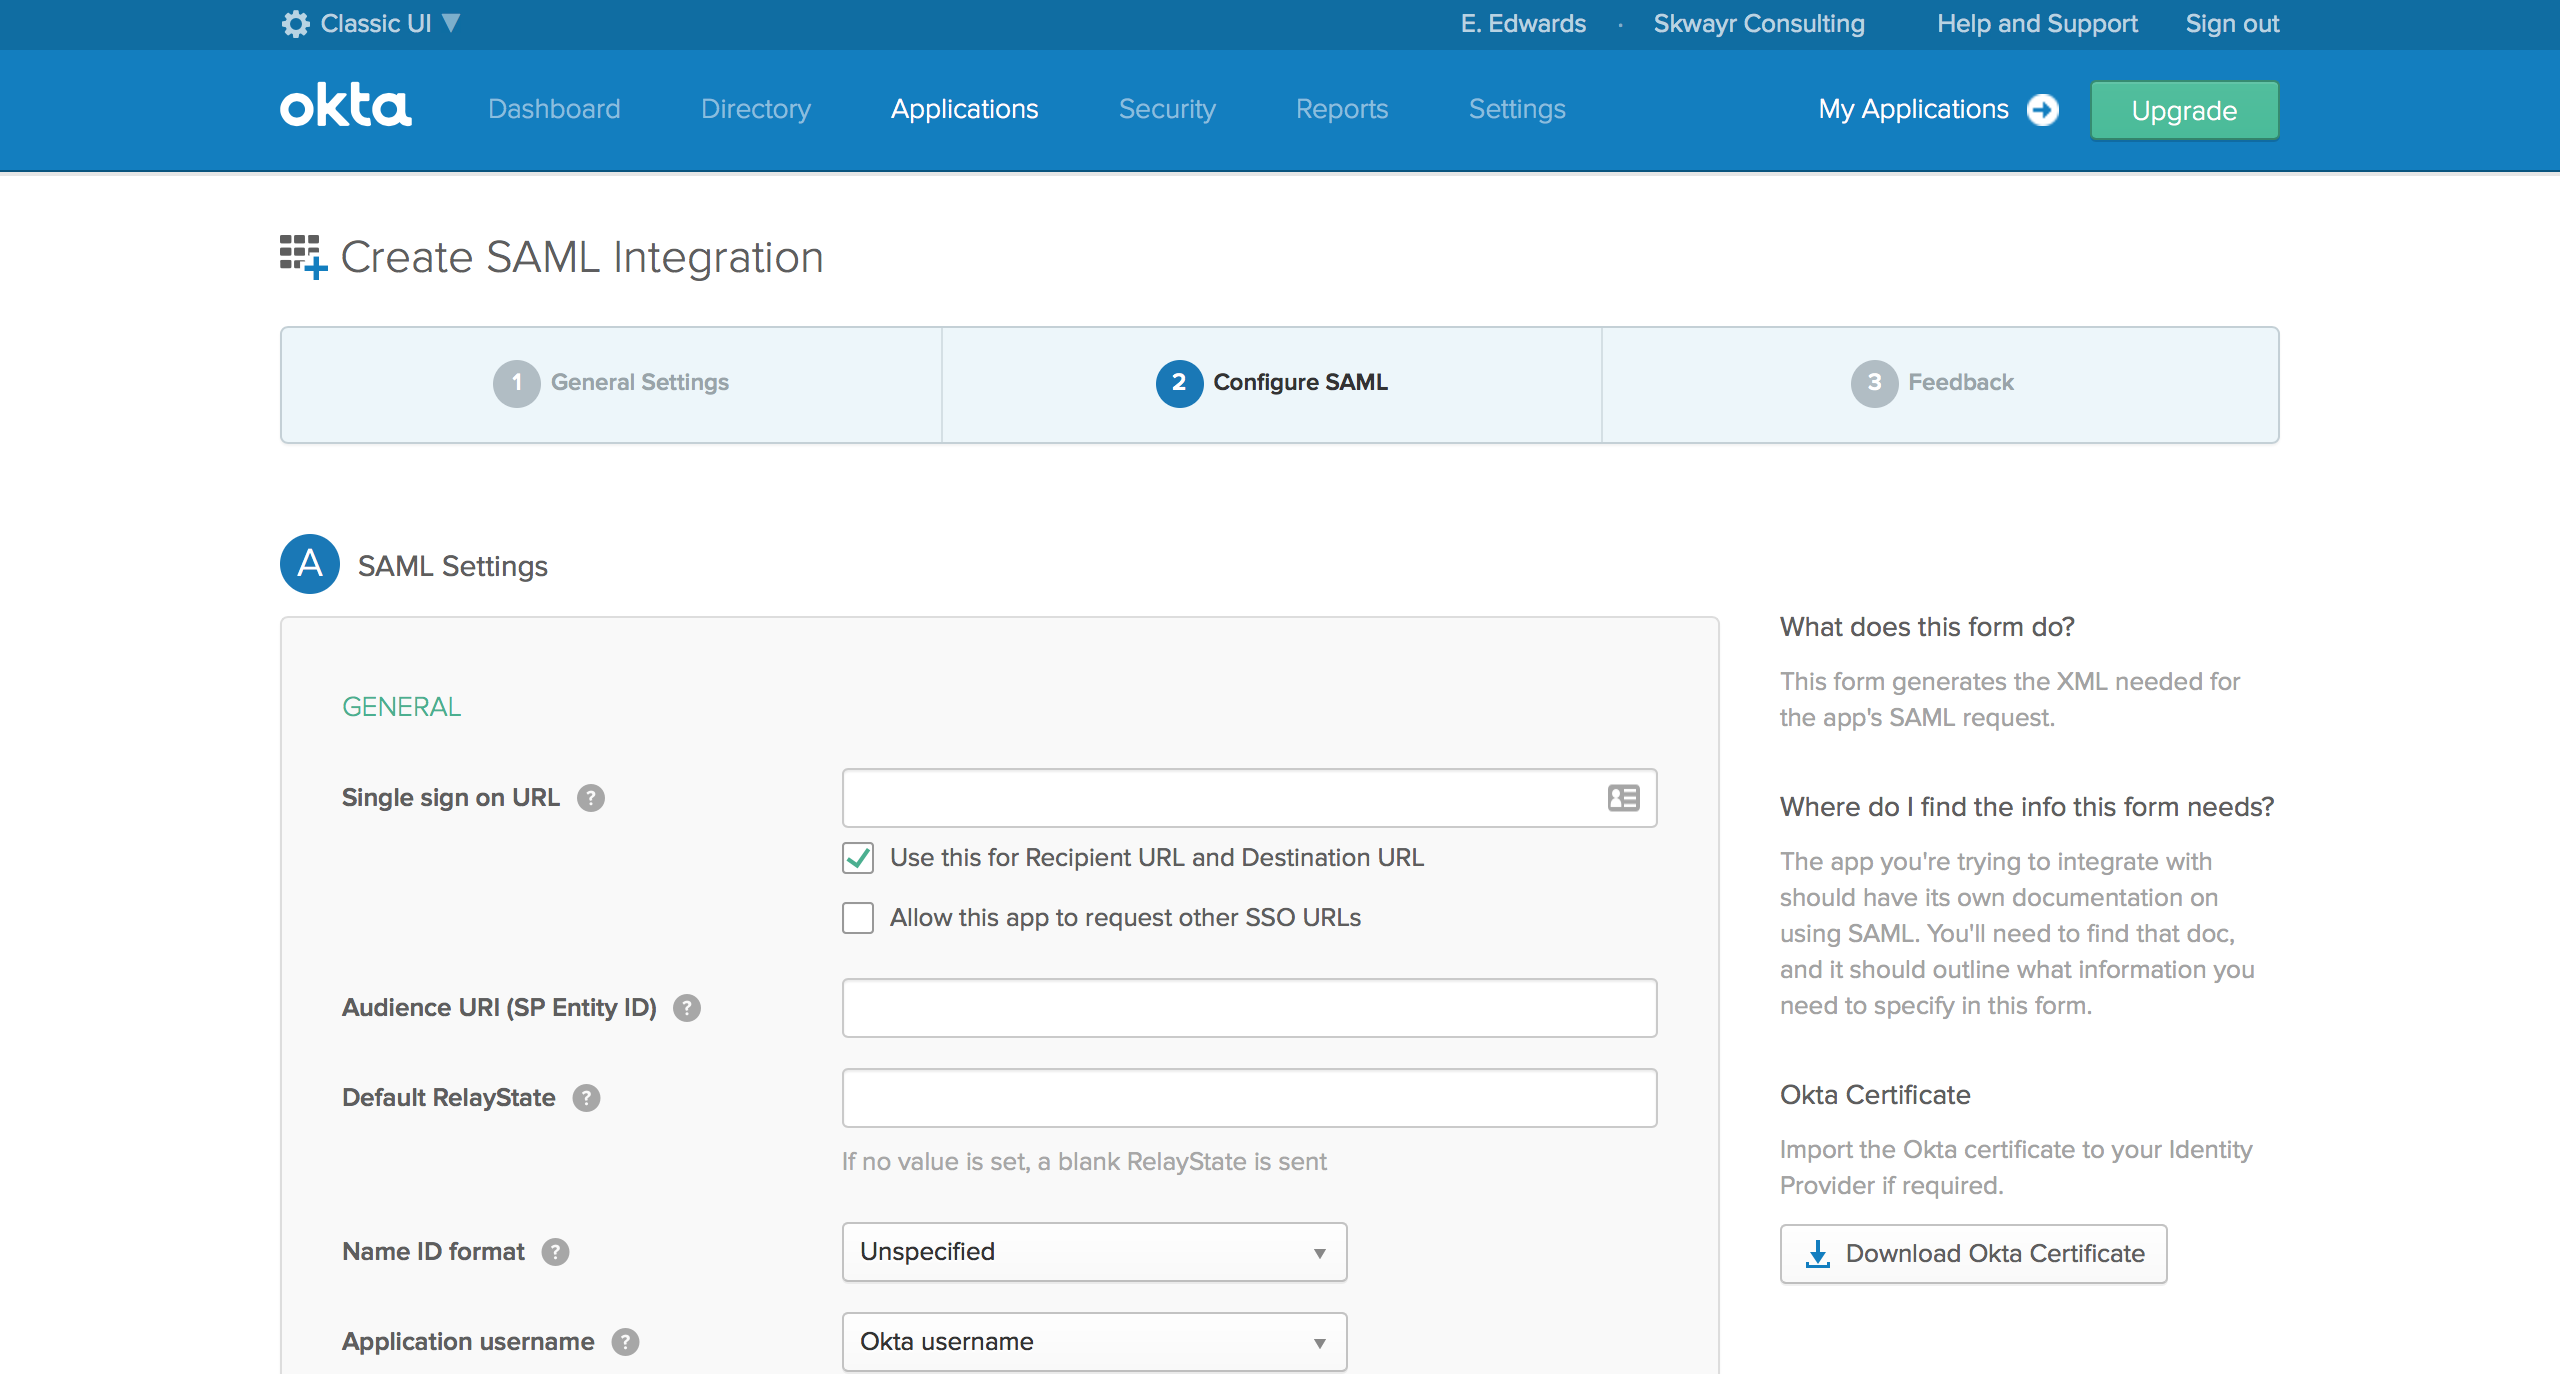 Classic UI ▼
E. Edwards · Skwayr Consulting Help and Support Sign out
okta Dashboard Directory Applications Security Reports Settings My Applications Upgrade
Create SAML Integration
1 General Settings
2 Configure SAML
3 Feedback
A SAML Settings
GENERAL
Single sign on URL ?
Use this for Recipient URL and Destination URL
Allow this app to request other SSO URLs
Audience URI (SP Entity ID) ?
Default RelayState ?
If no value is set, a blank RelayState is sent
Name ID format ? Unspecified
Application username ? Okta username
What does this form do?
This form generates the XML needed for
the app's SAML request.
Where do I find the info this form needs?
The app you're trying to integrate with
should have its own documentation on
using SAML. You'll need to find that doc,
and it should outline what information you
need to specify in this form.
Okta Certificate
Import the Okta certificate to your Identity
Provider if required.
Download Okta Certificate